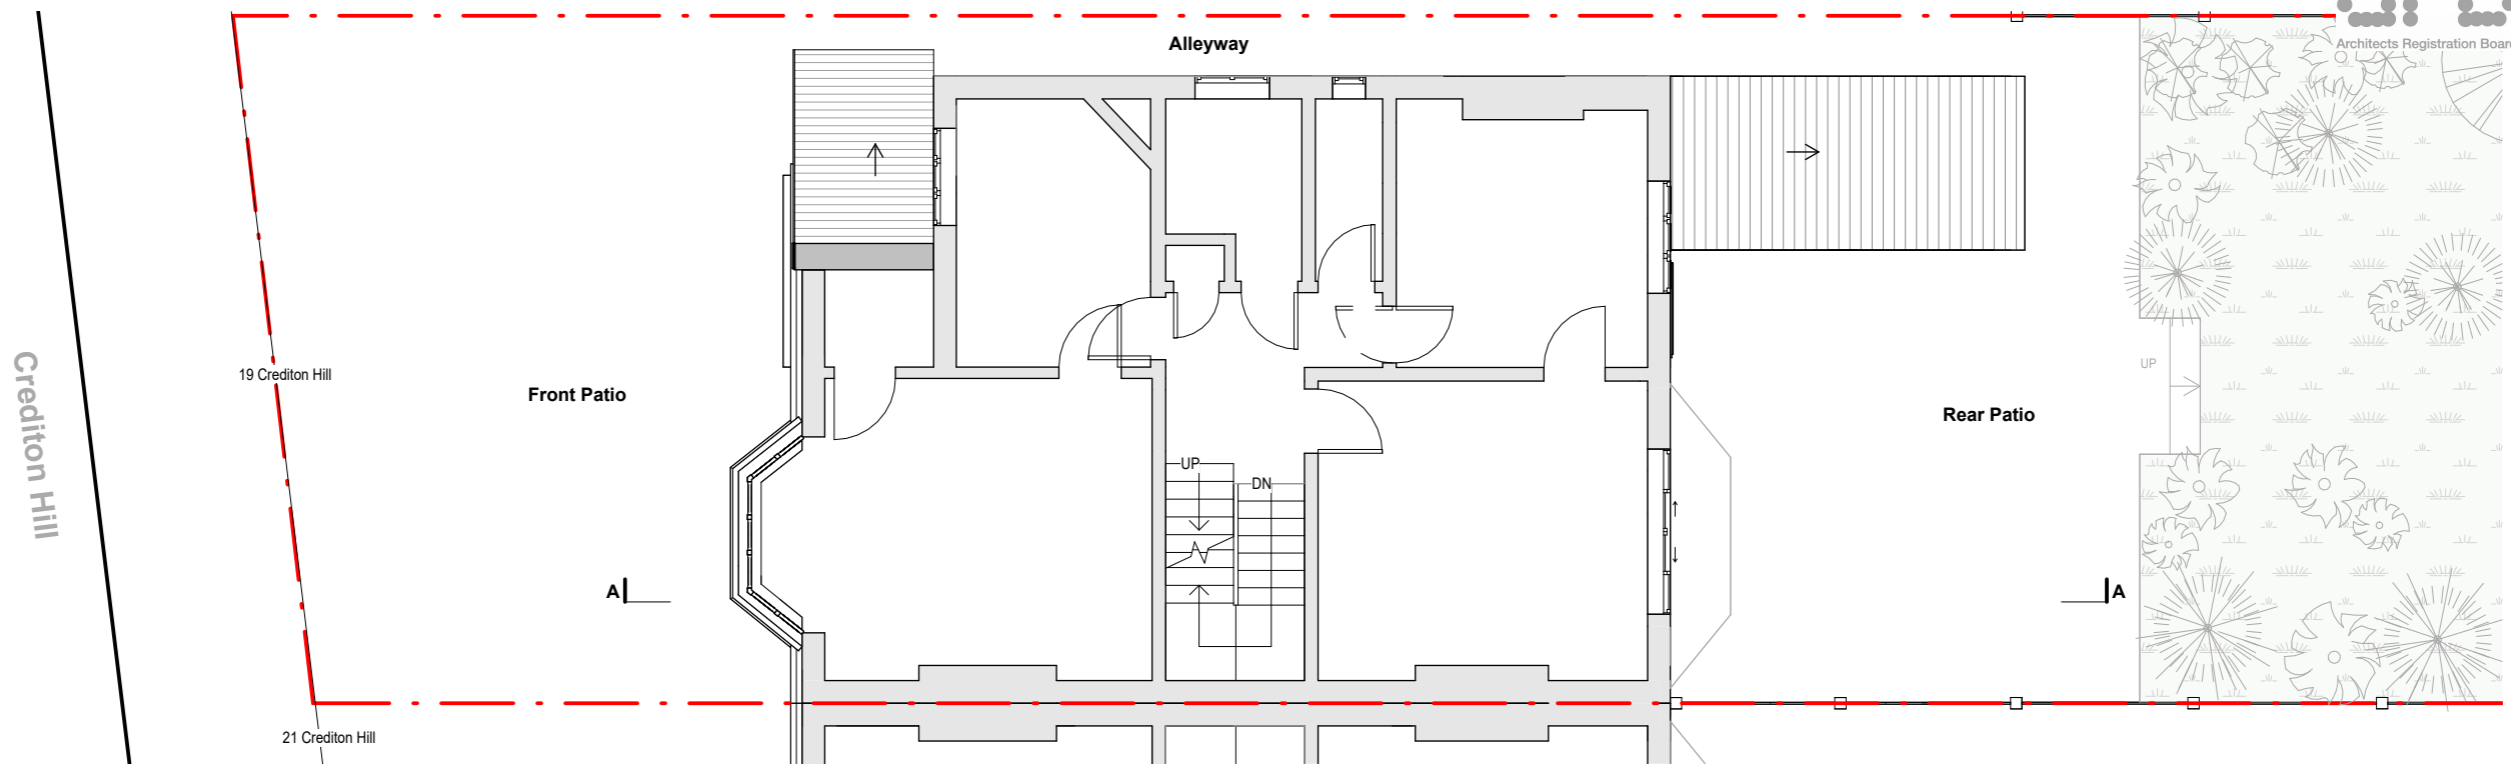 Alleyway
Architects Registration Board
Crediton Hill
19 Crediton Hill
Front Patio
UP
Rear Patio
UP
DN
A
A
21 Crediton Hill